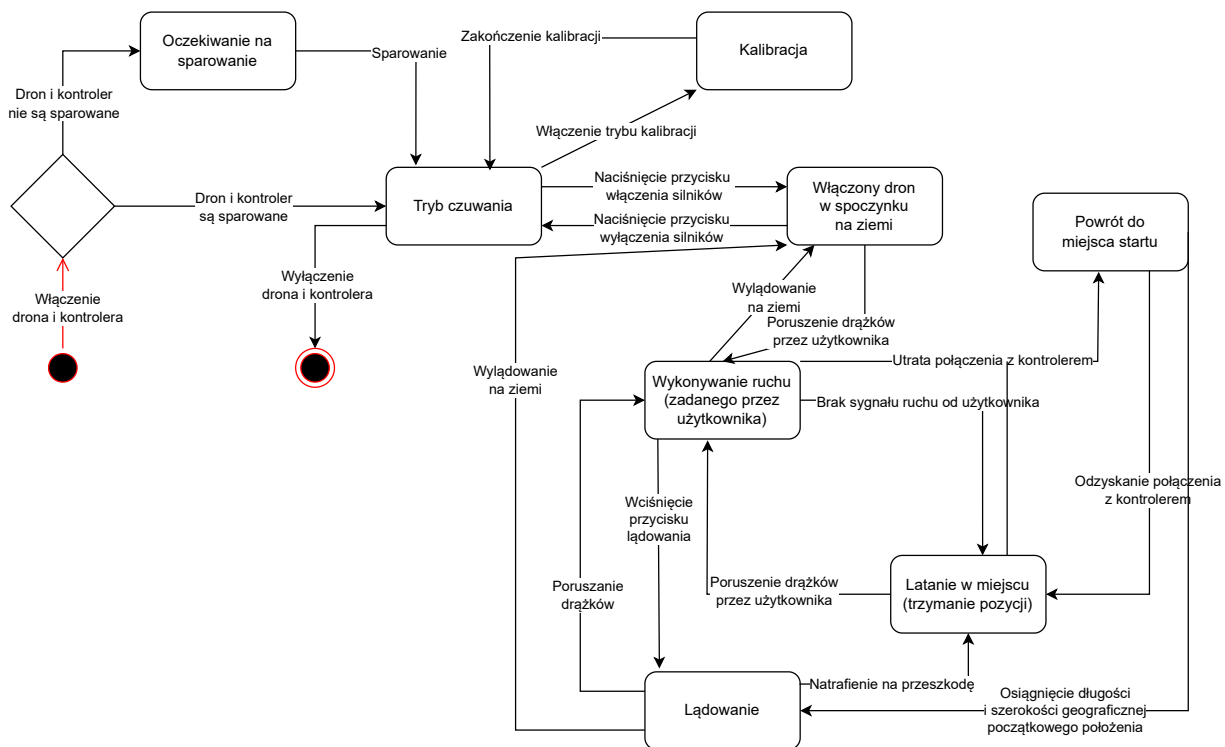 Oczekiwanie na
sparowanie
Sparowanie
Zakończenie kalibracji
Kalibracja
Dron i kontroler
nie są sparowane
Włączenie trybu kalibracji
Dron i kontroler
są sparowane
Tryb czuwania
Naciśnięcie przycisku
włączenia silników
Naciśnięcie przycisku
wyłączenia silników
Włączony dron
w spoczynku
na ziemi
Powrót do
miejsca startu
Włączenie
drona i kontrolera
Wyłączenie
drona i kontrolera
Wylądowanie
na ziemi
Poruszenie drążków
przez użytkownika
Wylądowanie
na ziemi
Wykonywanie ruchu
(zadanego przez
użytkownika)
Utrata połączenia z kontrolerem
Brak sygnału ruchu od użytkownika
Odzyskanie połączenia
z kontrolerem
Wciśnięcie
przycisku
lądowania
Poruszanie
drążków
Poruszenie drążków
przez użytkownika
Latanie w miejscu
(trzymanie pozycji)
Natrafienie na przeszkodę
Lądowanie
Osiągnięcie długości
i szerokości geograficznej
początkowego położenia